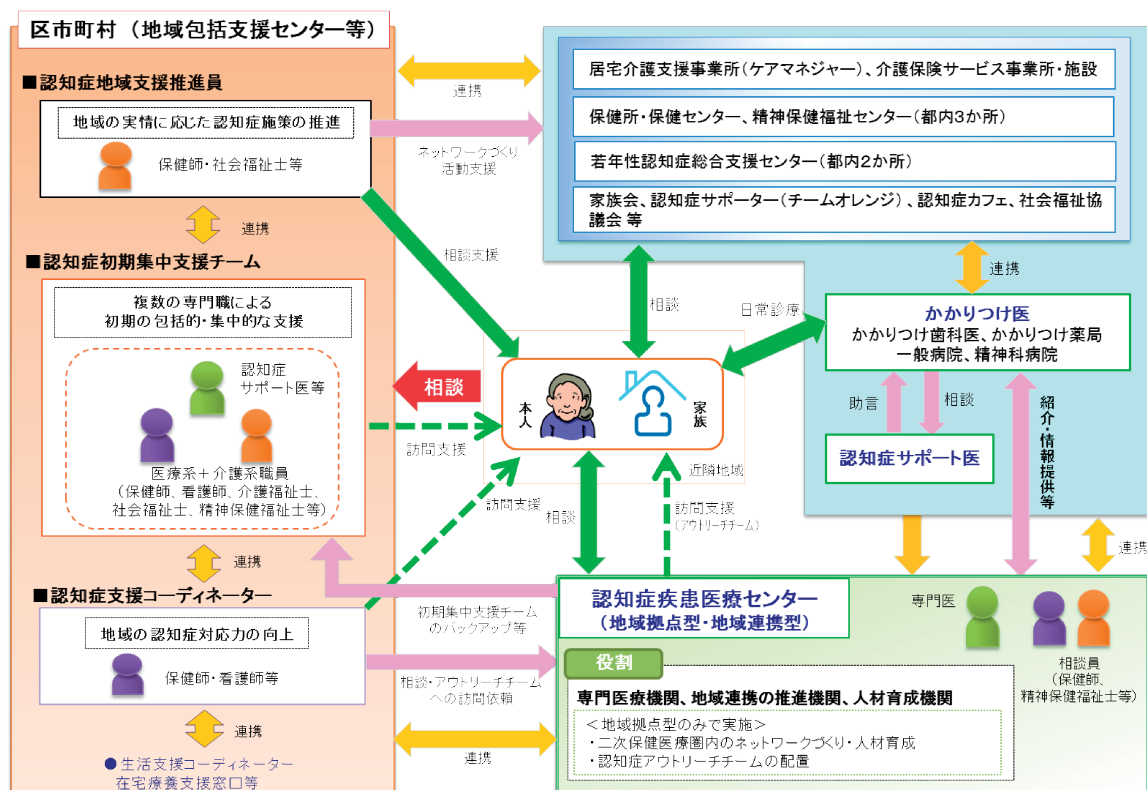 区市町村 （地域包括支援センター等）
■認知症地域支援推進員
地域の実情に応じた認知症施策の推進
保健師・社会福祉士等
連携
■認知症初期集中支援チーム
複数の専門職による
初期の包括的・集中的な支援
認知症
サポート医等
医療系＋介護系職員
（保健師、看護師、介護福祉士、
社会福祉士、精神保健福祉士等）
連携
■認知症支援コーディネーター
地域の認知症対応力の向上
保健師・看護師等
連携
●生活支援コーディネーター
在宅療養支援窓口等
連携
ネットワークづくり
活動支援
相談支援
相談
訪問支援
訪問支援
初期集中支援チーム
のバックアップ等
相談・アウトリーチチーム
への訪問依頼
連携
居宅介護支援事業所（ケアマネジャー）、介護保険サービス事業所・施設
保健所・保健センター、精神保健福祉センター（都内３か所）
若年性認知症総合支援センター（都内２か所）
家族会、認知症サポーター（チームオレンジ）、認知症カフェ、社会福祉協
議会 等
相談
日常診療
連携
本人
家族
近隣地域
相談
訪問支援
（アウトリーチチーム）
かかりつけ医
かかりつけ歯科医、かかりつけ薬局
一般病院、精神科病院
助言
相談
認知症サポート医
紹介・情報提供等
連携
認知症疾患医療センター
（地域拠点型・地域連携型）
専門医
相談員
（保健師、
精神保健福祉士等）
役割
専門医療機関、地域連携の推進機関、人材育成機関
＜地域拠点型のみで実施＞
・二次保健医療圏内のネットワークづくり・人材育成
・認知症アウトリーチチームの配置